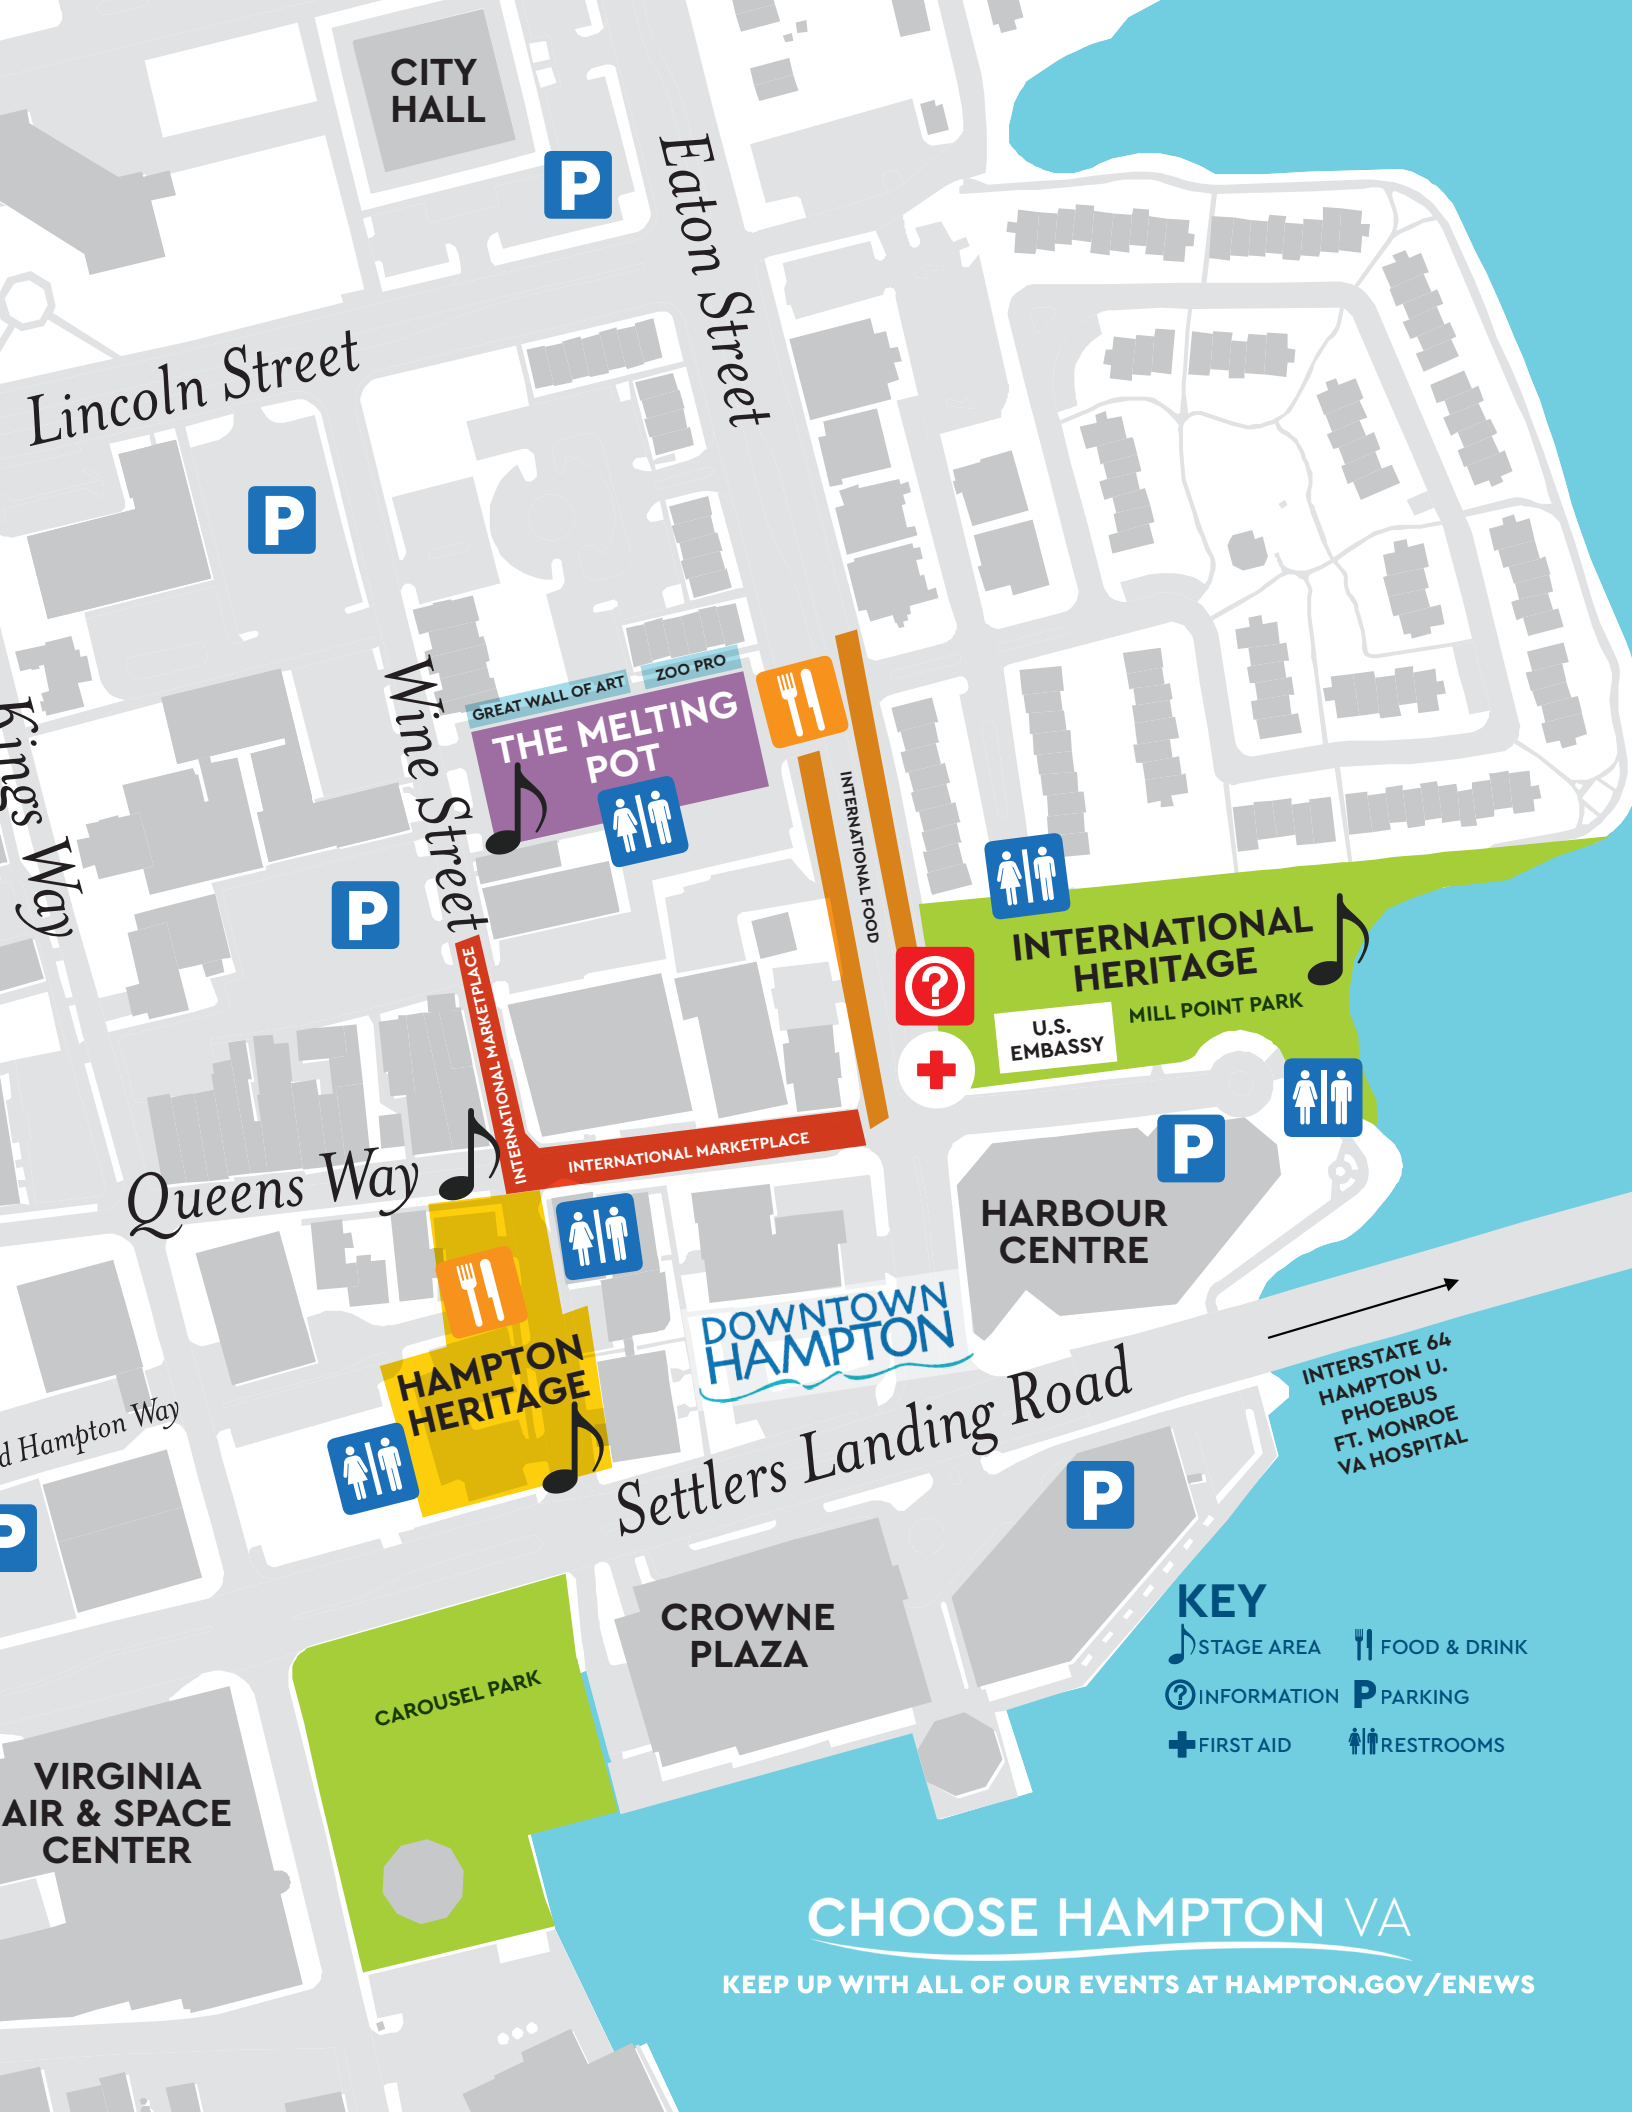 CITY
HALL
P
Eaton Street
Lincoln Street
P
Kings Way
Wine Street
GREAT WALL OF ART
ZOO PRO
THE MELTING
POT
INTERNATIONAL FOOD
P
INTERNATIONAL MARKETPLACE
INTERNATIONAL
HERITAGE
MILL POINT PARK
U.S.
EMBASSY
?
INTERNATIONAL MARKETPLACE
Queens Way
P
HARBOUR
CENTRE
DOWNTOWN
HAMPTON
HAMPTON
HERITAGE
Settlers Landing Road
INTERSTATE 64
HAMPTON U.
PHOEBUS
FT. MONROE
VA HOSPITAL
d Hampton Way
P
P
CROWNE
PLAZA
CAROUSEL PARK
VIRGINIA
AIR & SPACE
CENTER
KEY
STAGE AREA
FOOD & DRINK
? INFORMATION
P PARKING
FIRST AID
RESTROOMS
CHOOSE HAMPTON VA
KEEP UP WITH ALL OF OUR EVENTS AT HAMPTON.GOV/ENEWS